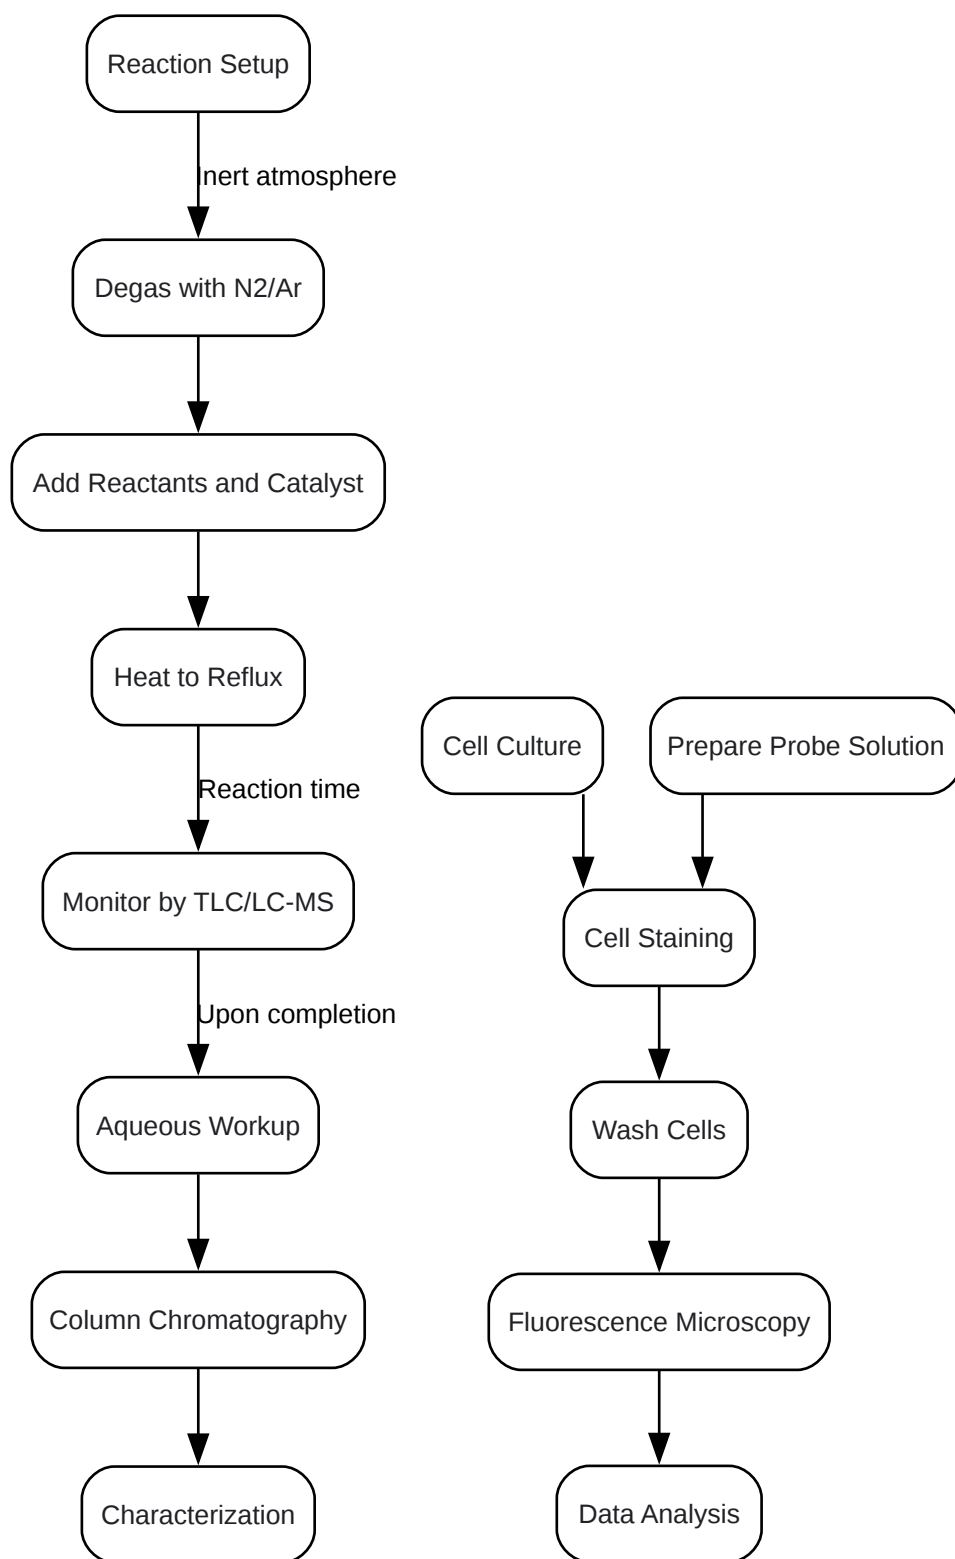 Reaction Setup
Inert atmosphere
Degas with N2/Ar
Add Reactants and Catalyst
Heat to Reflux
Reaction time
Monitor by TLC/LC-MS
Upon completion
Aqueous Workup
Column Chromatography
Characterization
Cell Culture
Prepare Probe Solution
Cell Staining
Wash Cells
Fluorescence Microscopy
Data Analysis